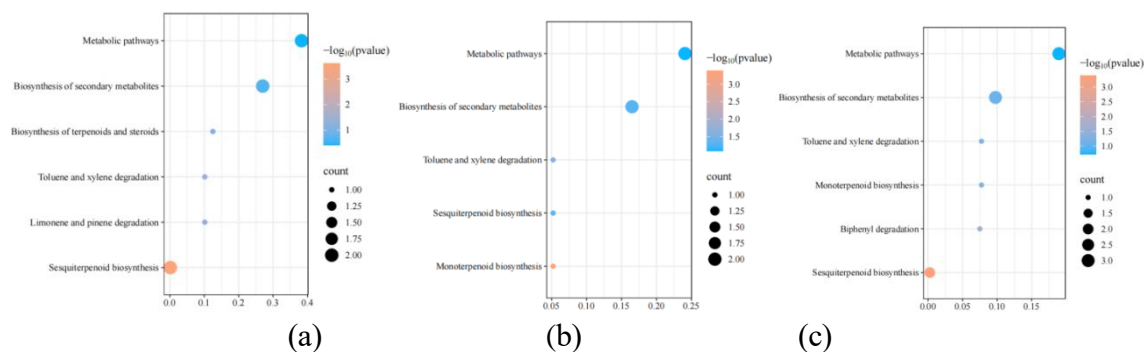 Metabolic pathways
Biosynthesis of secondary metabolites
Biosynthesis of terpenoids and steroids
Toluene and xylene degradation
Limonene and pinene degradation
Sesquiterpenoid biosynthesis
0.0 0.1 0.2 0.3 0.4
−log₁₀(pvalue)
3
2
1
count
1.00
1.25
1.50
1.75
2.00
(a)
Metabolic pathways
Biosynthesis of secondary metabolites
Toluene and xylene degradation
Sesquiterpenoid biosynthesis
Monoterpenoid biosynthesis
0.05 0.10 0.15 0.20 0.25
−log₁₀(pvalue)
3.0
2.5
2.0
1.5
count
1.00
1.25
1.50
1.75
2.00
(b)
Metabolic pathways
Biosynthesis of secondary metabolites
Toluene and xylene degradation
Monoterpenoid biosynthesis
Biphenyl degradation
Sesquiterpenoid biosynthesis
0.00 0.05 0.10 0.15
−log₁₀(pvalue)
3.0
2.5
2.0
1.5
1.0
count
1.0
1.5
2.0
2.5
3.0
(c)